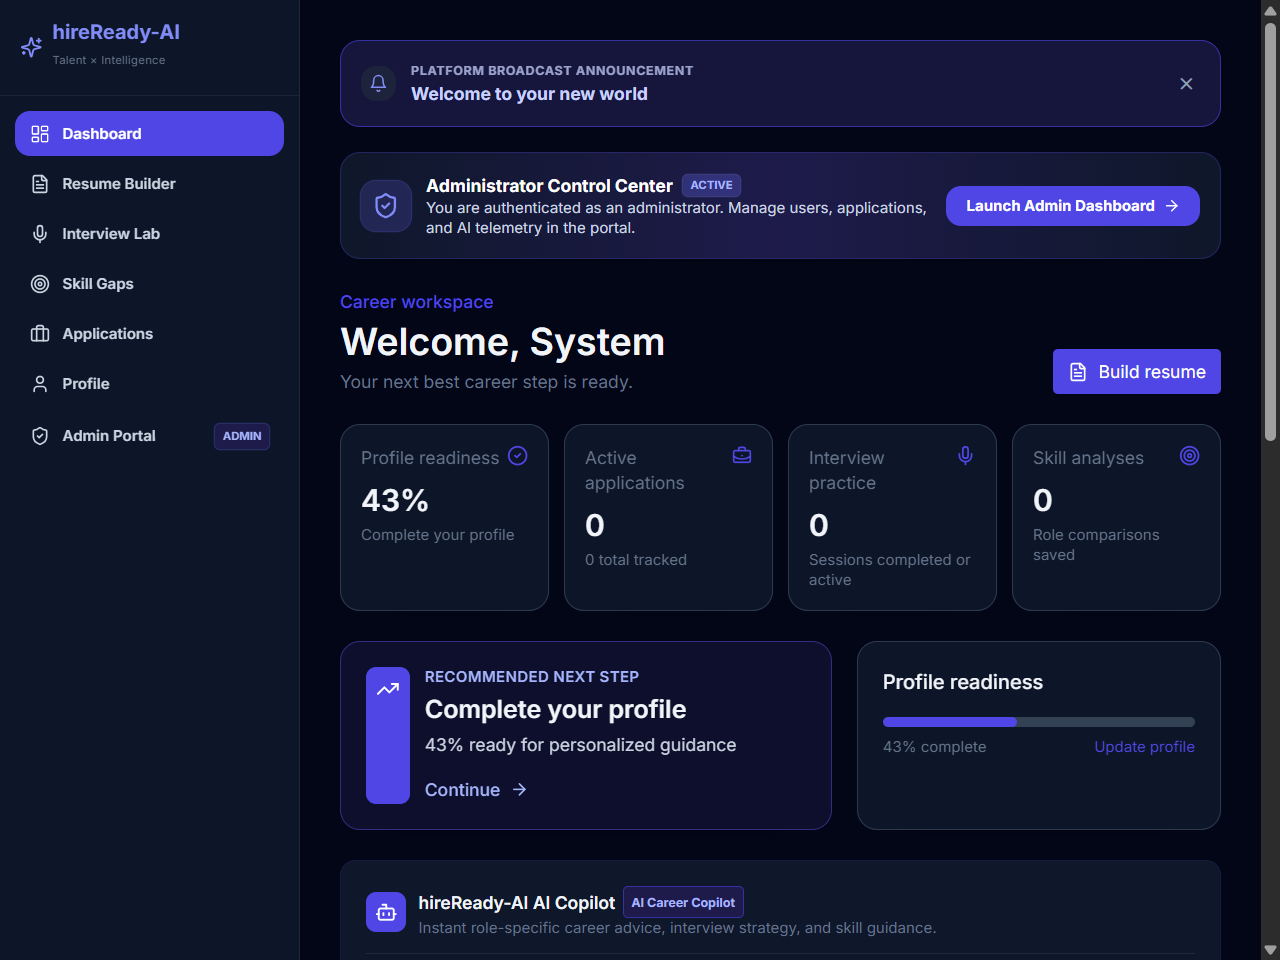 hireReady-AI
Talent × Intelligence
Dashboard
Resume Builder
Interview Lab
Skill Gaps
Applications
Profile
Admin Portal ADMIN
PLATFORM BROADCAST ANNOUNCEMENT
Welcome to your new world
Administrator Control Center ACTIVE
You are authenticated as an administrator. Manage users, applications,
and AI telemetry in the portal.
Launch Admin Dashboard
Career workspace
Welcome, System
Your next best career step is ready.
Build resume
Profile readiness
43%
Complete your profile
Active
applications
0
0 total tracked
Interview
practice
0
Sessions completed or
active
Skill analyses
0
Role comparisons
saved
RECOMMENDED NEXT STEP
Complete your profile
43% ready for personalized guidance
Continue
Profile readiness
43% complete
Update profile
hireReady-AI AI Copilot AI Career Copilot
Instant role-specific career advice, interview strategy, and skill guidance.